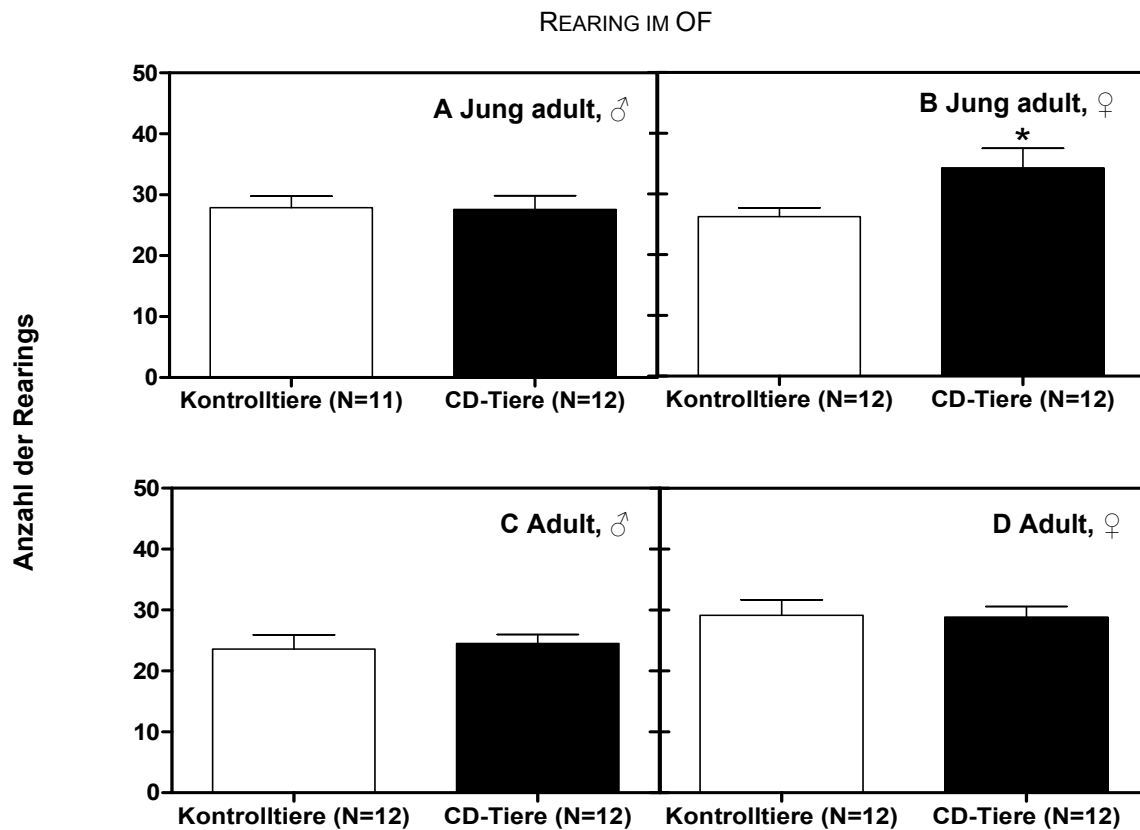 REARING IM OF
Anzahl der Rearings
50
40
30
20
10
0
A Jung adult, ♂
Kontrolltiere (N=11) CD-Tiere (N=12)
B Jung adult, ♀
*
Kontrolltiere (N=12) CD-Tiere (N=12)
50
40
30
20
10
0
C Adult, ♂
Kontrolltiere (N=12) CD-Tiere (N=12)
D Adult, ♀
Kontrolltiere (N=12) CD-Tiere (N=12)